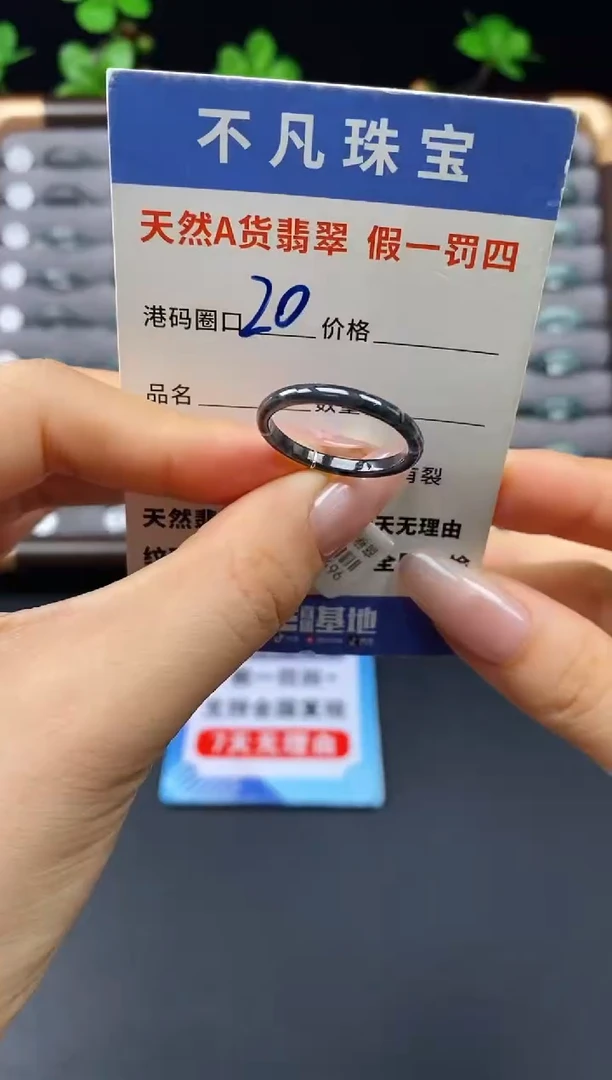 不凡珠宝
天然A货翡翠 假一罚四
港码圈口 20 价格
品名 数量
有裂
天然翡 天无理由
基地
7天无理由